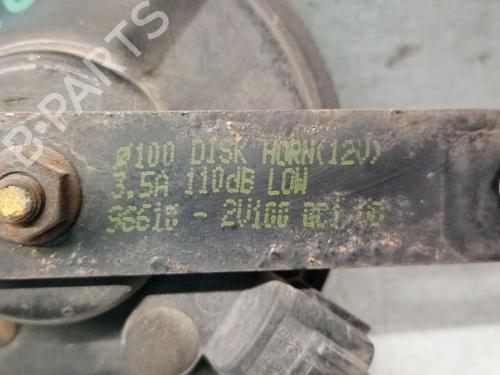 ø100 DISK HORN(12V)
3.5A 110dB LOW
96610 - 2V100
B-PARTS